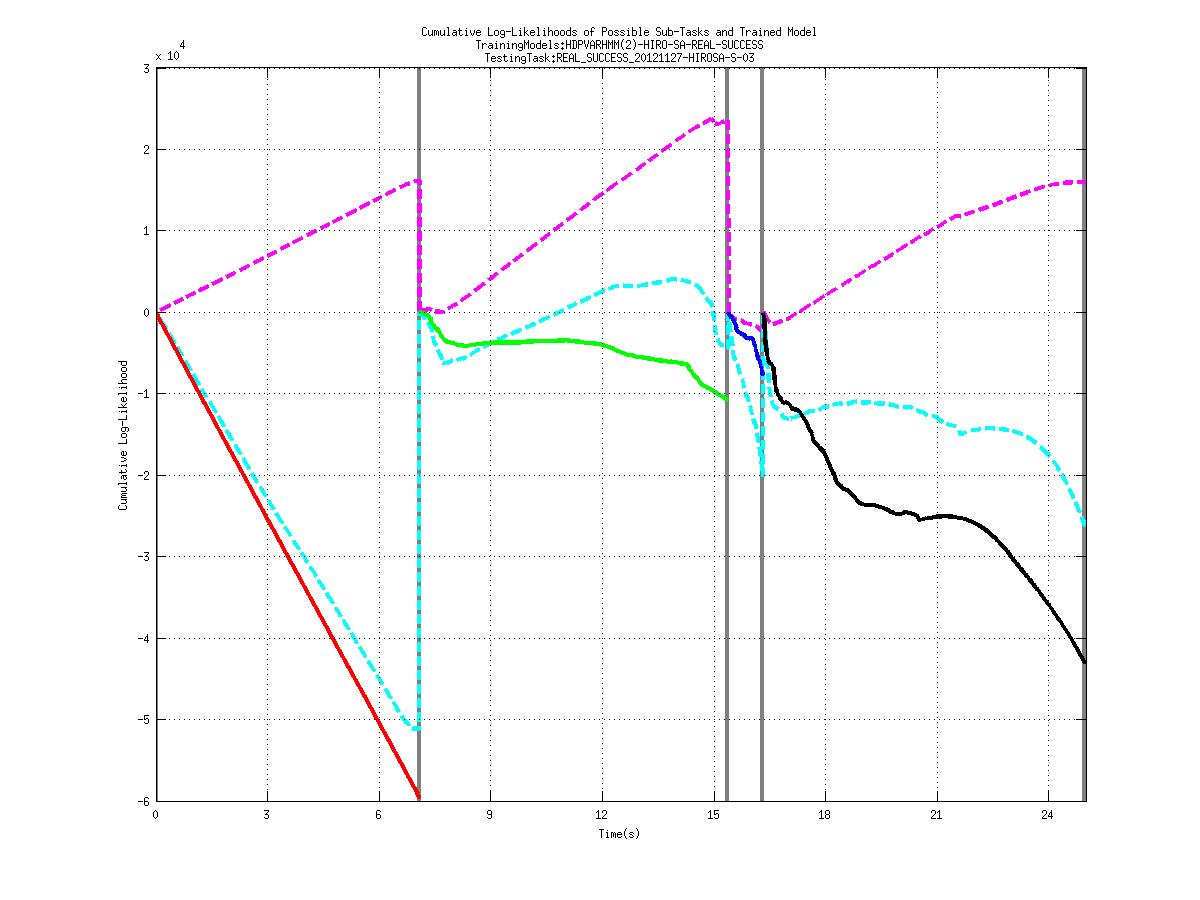 Cumulative Log-Likelihoods of Possible Sub-Tasks and Trained Model
TrainingModels:HDPVARHMM(2)-HIRO-SA-REAL-SUCCESS
TestingTask:REAL_SUCCESS_20121127-HIROSA-S-03
x 10^4
3
2
1
0
-1
-2
-3
-4
-5
-6
Cumulative Log-Likelihood
0 3 6 9 12 15 18 21 24
Time(s)